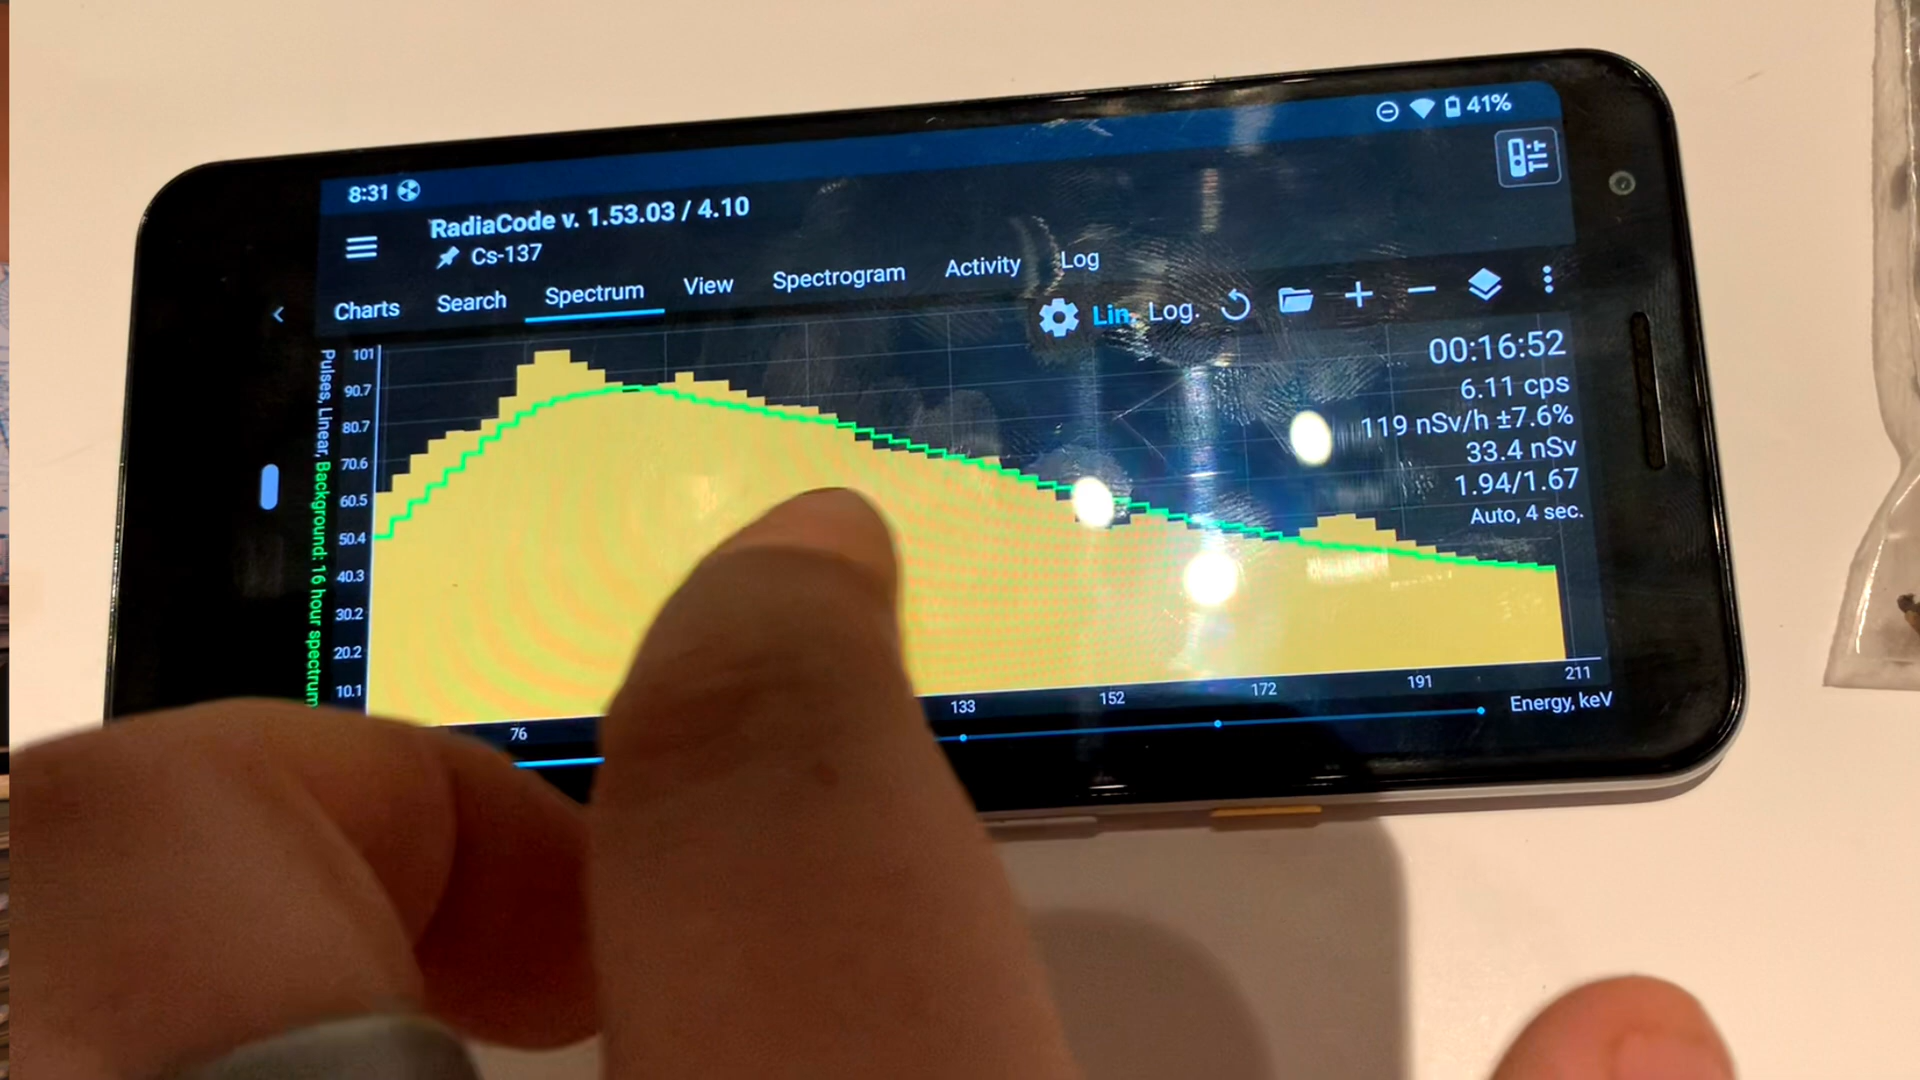 8:31
41%
RadiaCode v. 1.53.03 / 4.10
Cs-137
Charts Search Spectrum View Spectrogram Activity Log
Lin. Log.
00:16:52
6.11 cps
119 nSv/h ±7.6%
33.4 nSv
1.94/1.67
Auto, 4 sec.
Pulses, Linear, Background: 16 hour spectrum
101
90.7
80.7
70.6
60.5
50.4
40.3
30.2
20.2
10.1
76 133 152 172 191 211
Energy, keV